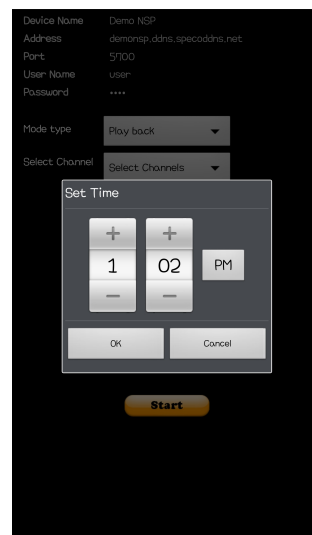 Device Name Demo NSP
Address demonsp.ddns.specoddns.net
Port 5700
User Name user
Password ••••
Mode type Play back
Select Channel Select Channels
Set Time
+ +
1 02 PM
— —
OK Cancel
Start